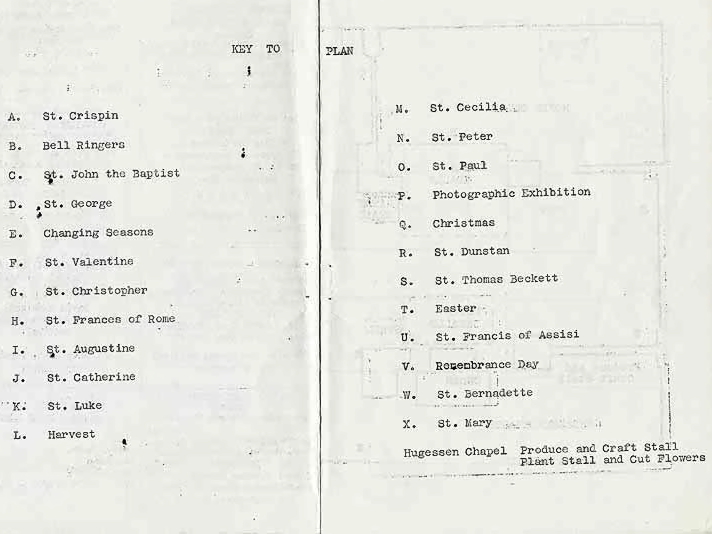 KEY TO PLAN
A. St. Crispin
B. Bell Ringers
C. St. John the Baptist
D. St. George
E. Changing Seasons
F. St. Valentine
G. St. Christopher
H. St. Frances of Rome
I. St. Augustine
J. St. Catherine
K. St. Luke
L. Harvest
M. St. Cecilia
N. St. Peter
O. St. Paul
P. Photographic Exhibition
Q. Christmas
R. St. Dunstan
S. St. Thomas Beckett
T. Easter
U. St. Francis of Assisi
V. Remembrance Day
W. St. Bernadette
X. St. Mary
Hugessen Chapel Produce and Craft Stall
Plant Stall and Cut Flowers